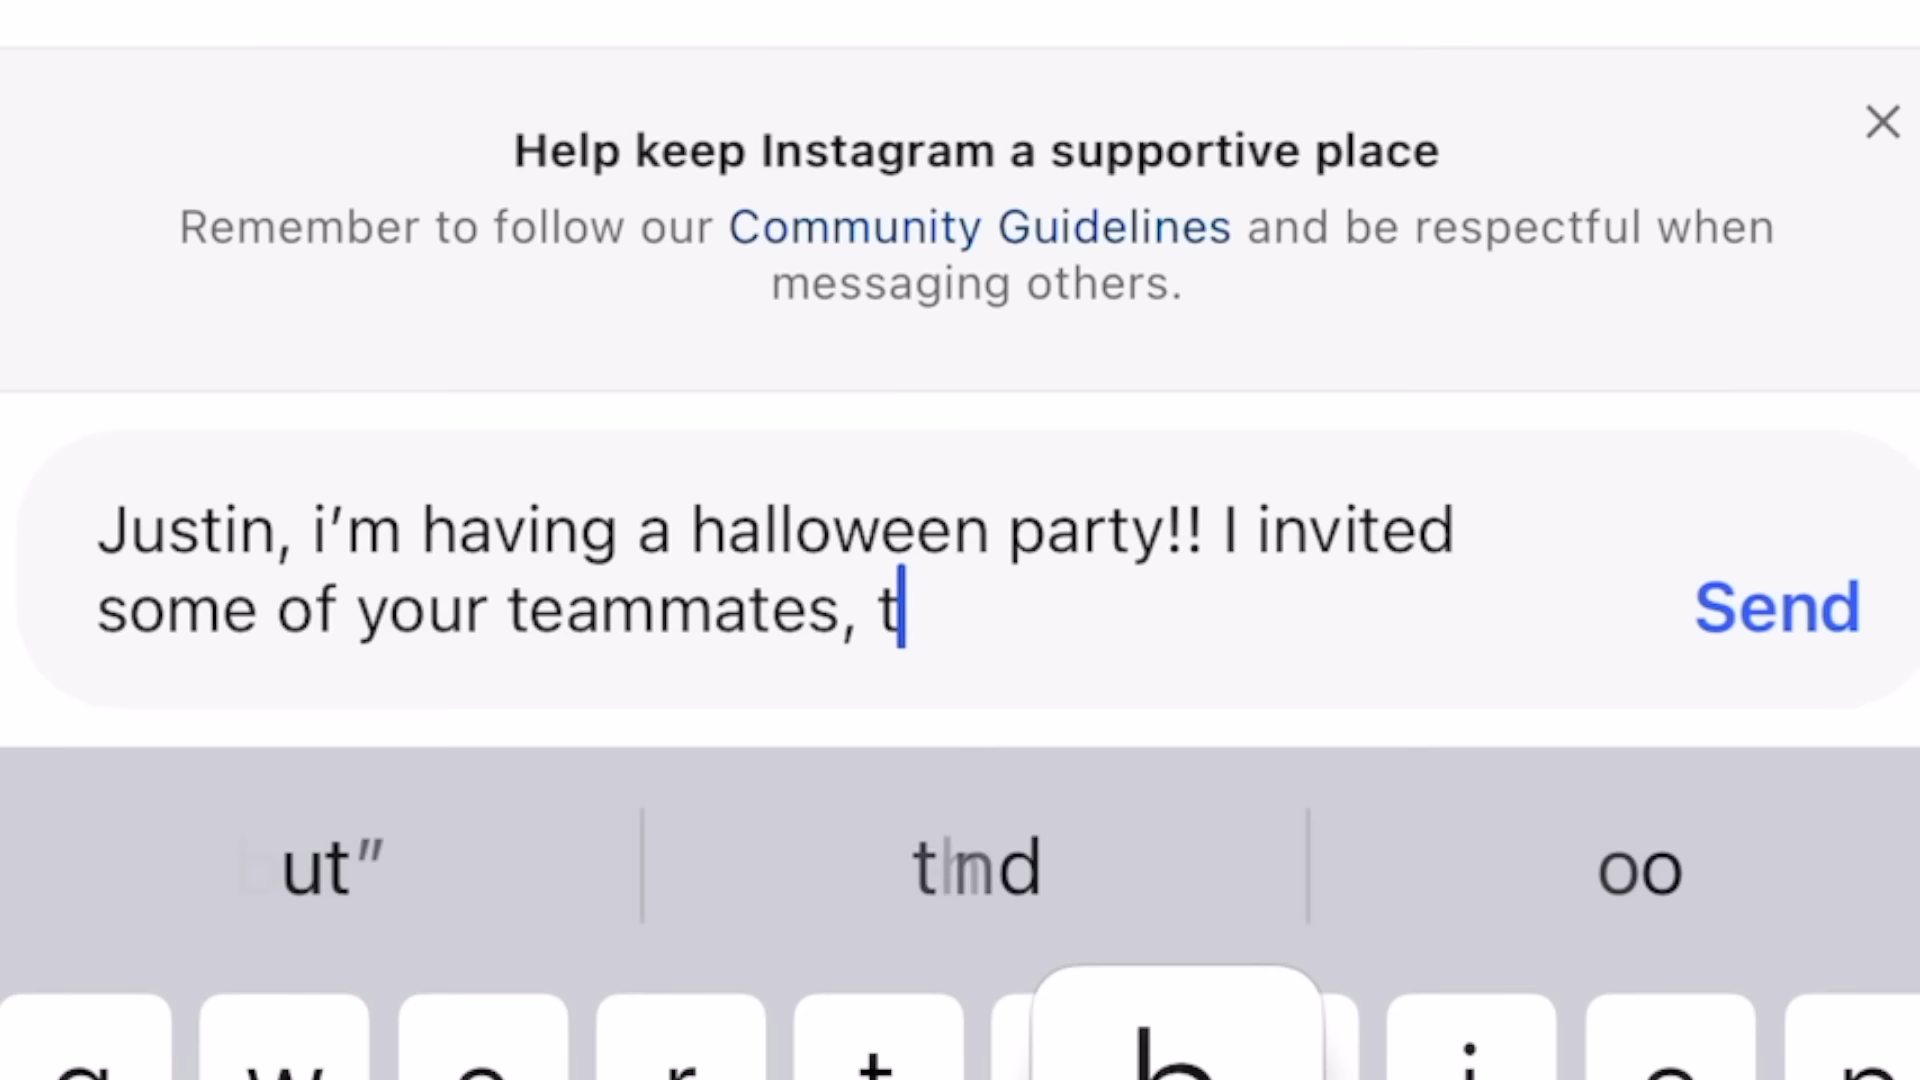 Help keep Instagram a supportive place
Remember to follow our Community Guidelines and be respectful when
messaging others.
Justin, i’m having a halloween party!! I invited
some of your teammates, t
Send
ut"
oo
q w e r t h i o p